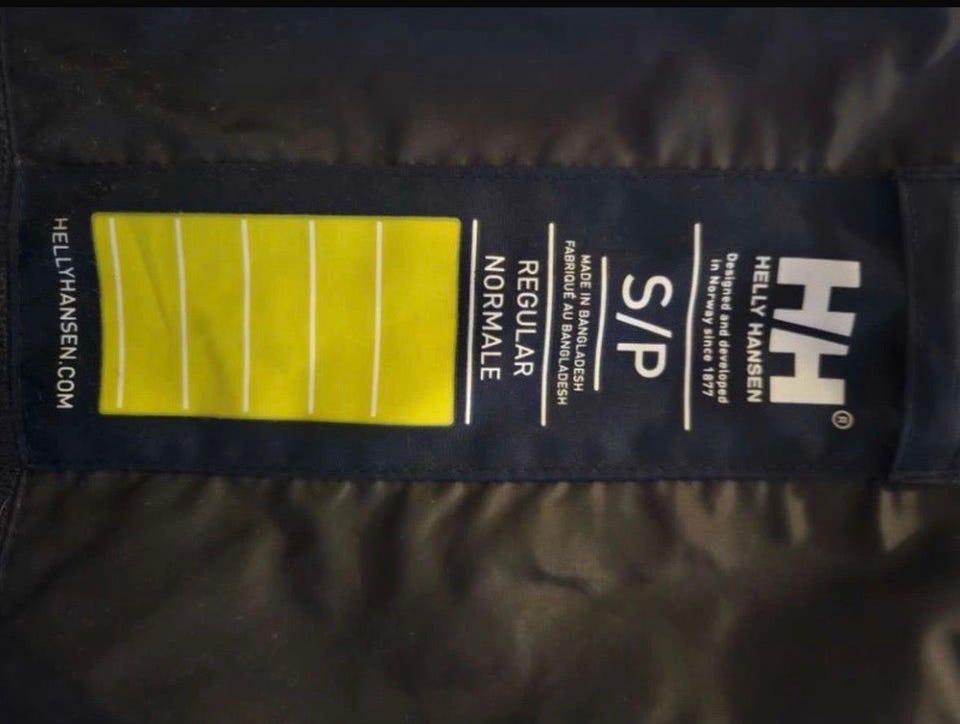 H/H®
HELLY HANSEN
Designed and developed
in Norway since 1877
S/P
MADE IN BANGLADESH
FABRIQUÉ AU BANGLADESH
REGULAR
NORMALE
HELLYHANSEN.COM